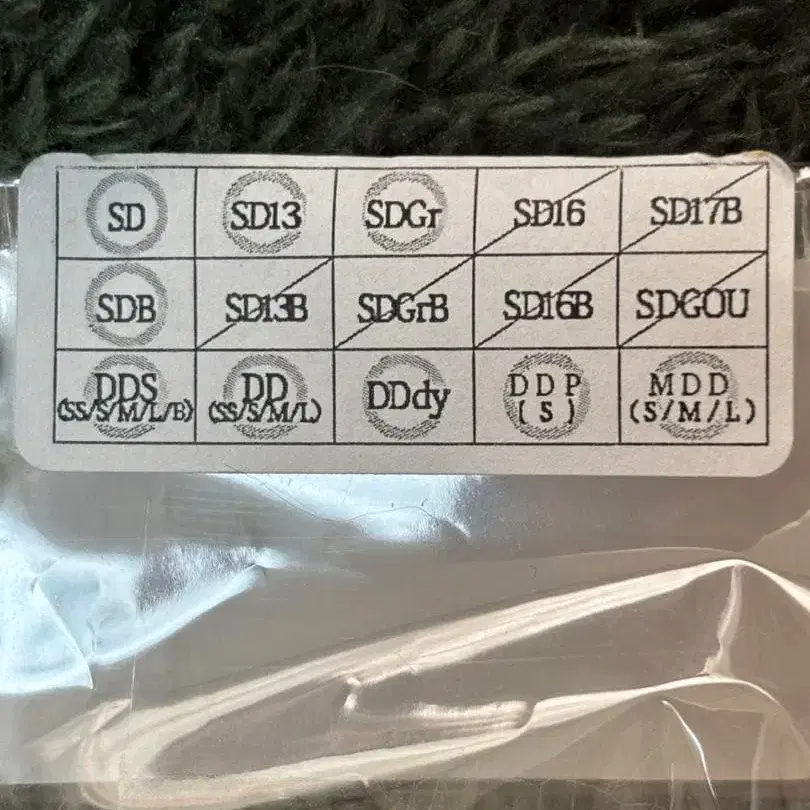 SD SD13 SDGr SD16 SD17B
SDB SD13B SDGrB SD16B SDGOU
DDS DD DDdy DDP MDD
(SS/S/M/L/B) (SS/S/M/L) (S) (S/M/L)